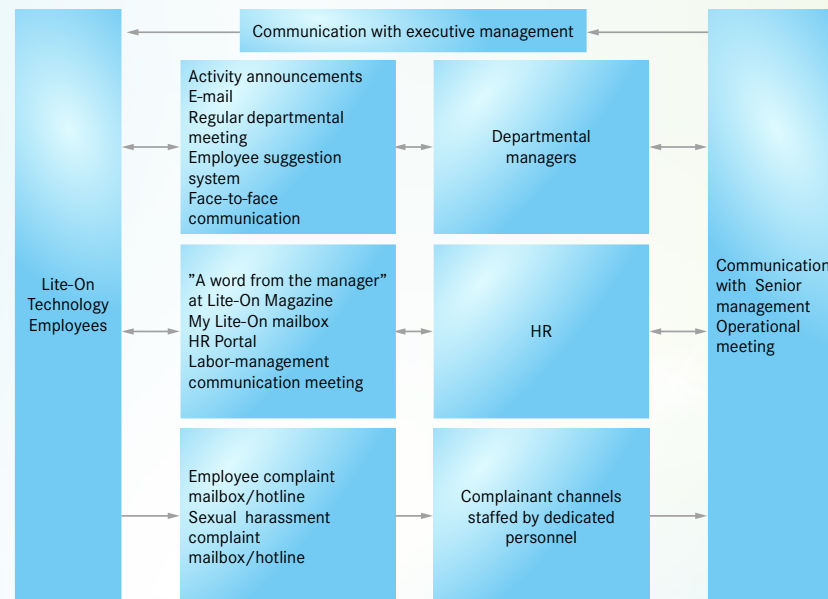 Communication with executive management
Activity announcements
E-mail
Regular departmental
meeting
Employee suggestion
system
Face-to-face
communication
Departmental
managers
Lite-On
Technology
Employees
”A word from the manager”
at Lite-On Magazine
My Lite-On mailbox
HR Portal
Labor-management
communication meeting
HR
Communication
with Senior
management
Operational
meeting
Employee complaint
mailbox/hotline
Sexual harassment
complaint
mailbox/hotline
Complainant channels
staffed by dedicated
personnel